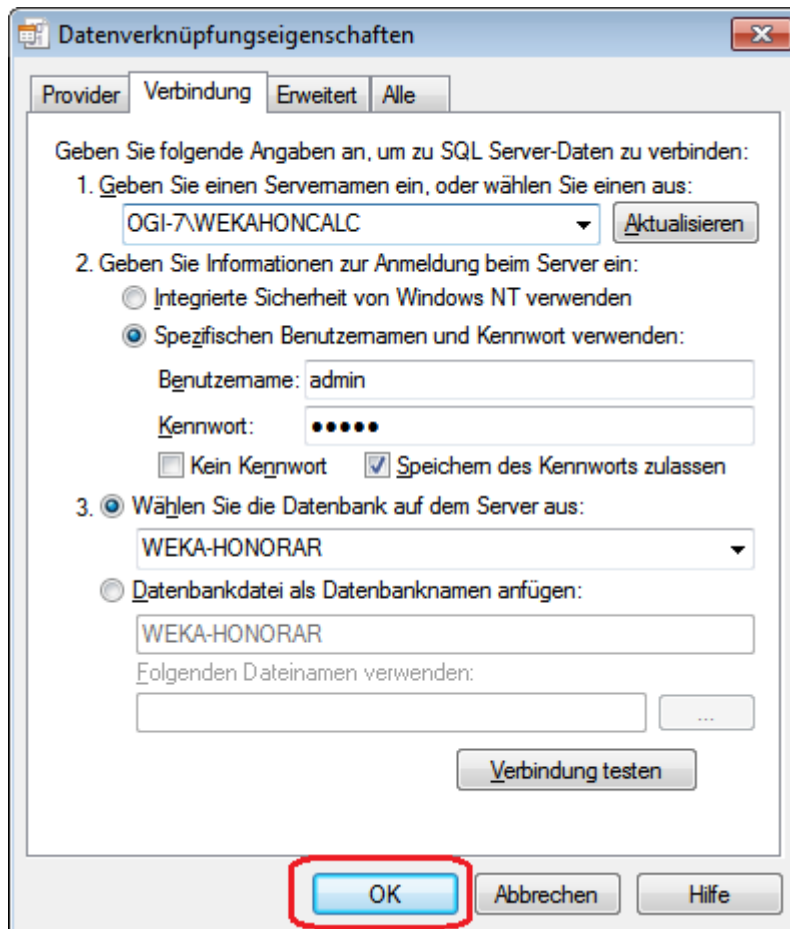 Datenverknüpfungseigenschaften
Provider Verbindung Erweitert Alle
Geben Sie folgende Angaben an, um zu SQL Server-Daten zu verbinden:
1. Geben Sie einen Servernamen ein, oder wählen Sie einen aus:
OGI-7\WEKAHONCALC Aktualisieren
2. Geben Sie Informationen zur Anmeldung beim Server ein:
Integrierte Sicherheit von Windows NT verwenden
Spezifischen Benutzernamen und Kennwort verwenden:
Benutzername: admin
Kennwort: •••••
Kein Kennwort Speichern des Kennworts zulassen
3. Wählen Sie die Datenbank auf dem Server aus:
WEKA-HONORAR
Datenbankdatei als Datenbanknamen anfügen:
WEKA-HONORAR
Folgenden Dateinamen verwenden:
...
Verbindung testen
OK Abbrechen Hilfe